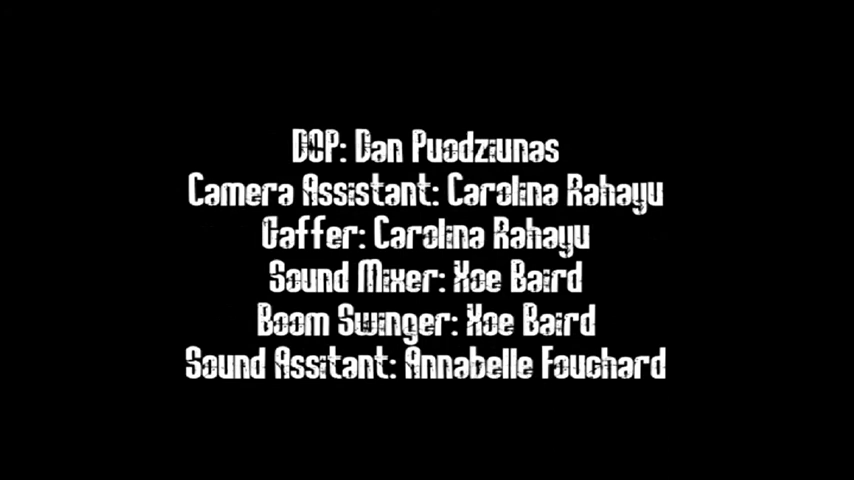 DOP: Dan Puodziunas
Camera Assistant: Carolina Rahayu
Gaffer: Carolina Rahayu
Sound Mixer: Xoe Baird
Boom Swinger: Xoe Baird
Sound Assitant: Annabelle Fouchard